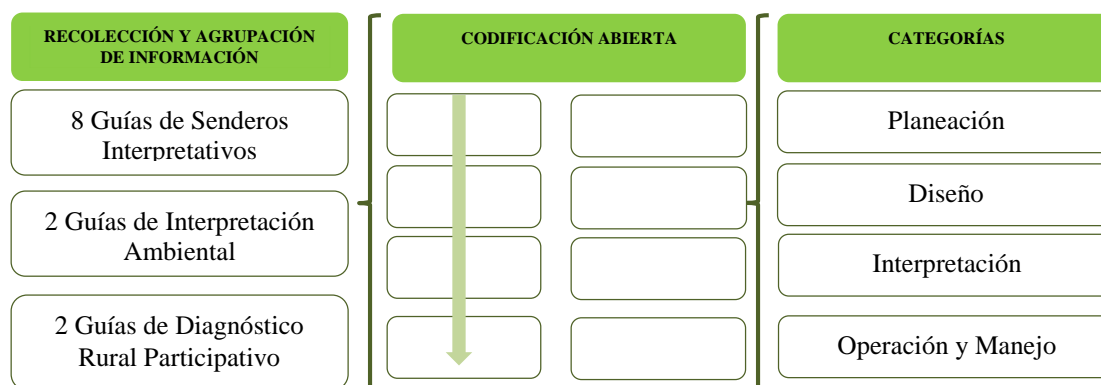 RECOLECCIÓN Y AGRUPACIÓN
DE INFORMACIÓN
8 Guías de Senderos
Interpretativos
2 Guías de Interpretación
Ambiental
2 Guías de Diagnóstico
Rural Participativo
CODIFICACIÓN ABIERTA
CATEGORÍAS
Planeación
Diseño
Interpretación
Operación y Manejo